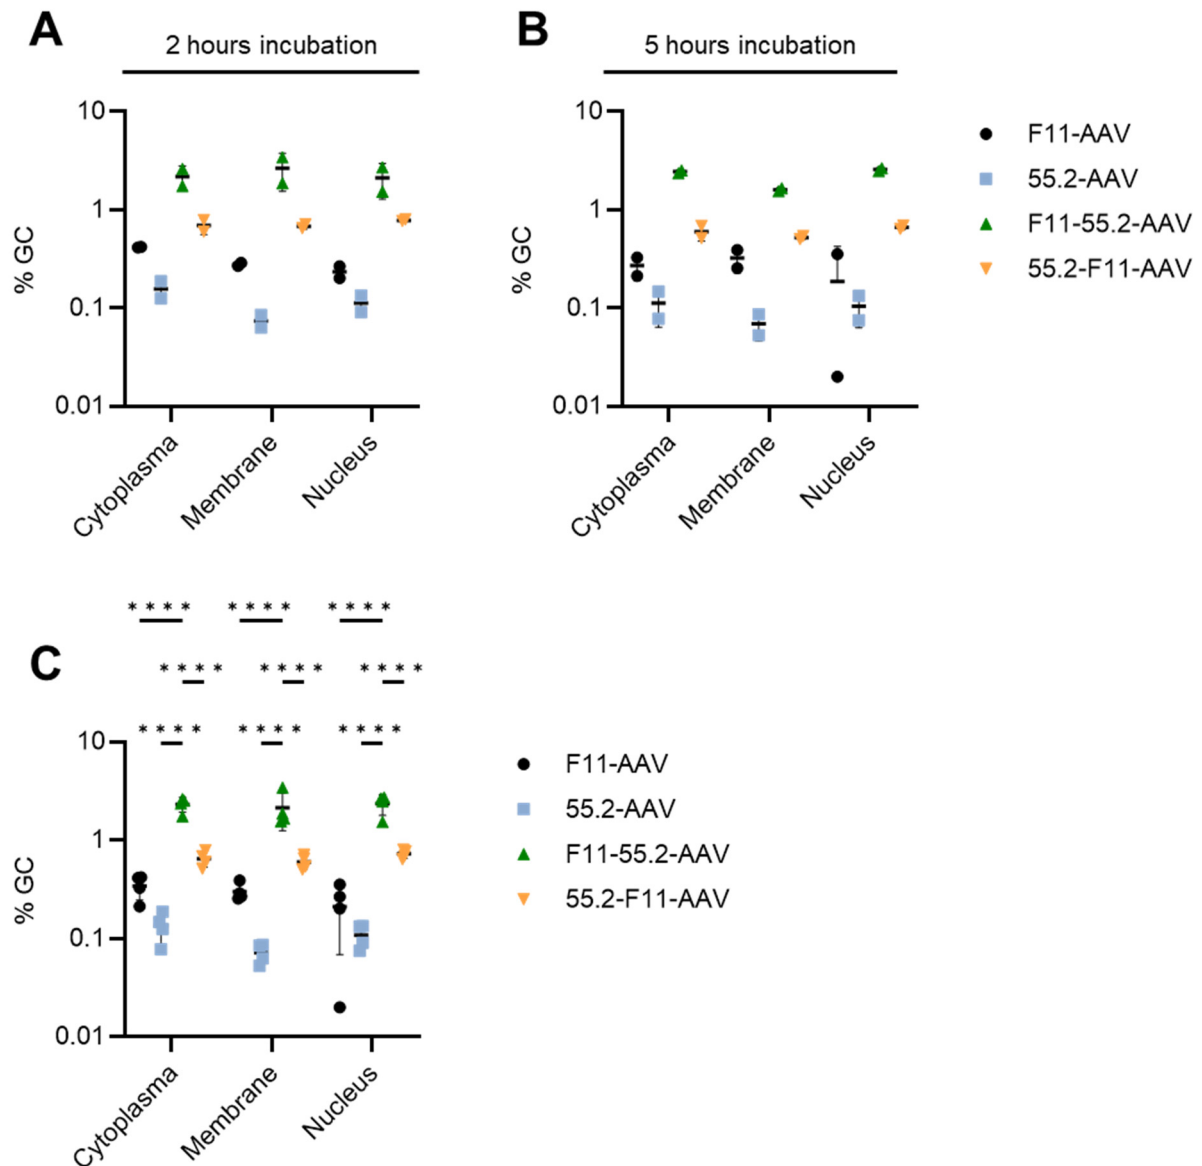 A
2 hours incubation
10
1
0.1
0.01
% GC
Cytoplasma
Membrane
Nucleus
B
5 hours incubation
10
1
0.1
0.01
% GC
Cytoplasma
Membrane
Nucleus
F11-AAV
55.2-AAV
F11-55.2-AAV
55.2-F11-AAV
C
* * * *
* * * *
* * * *
* * * *
* * * *
* * * *
* * * *
* * * *
* * * *
10
1
0.1
0.01
% GC
Cytoplasma
Membrane
Nucleus
F11-AAV
55.2-AAV
F11-55.2-AAV
55.2-F11-AAV